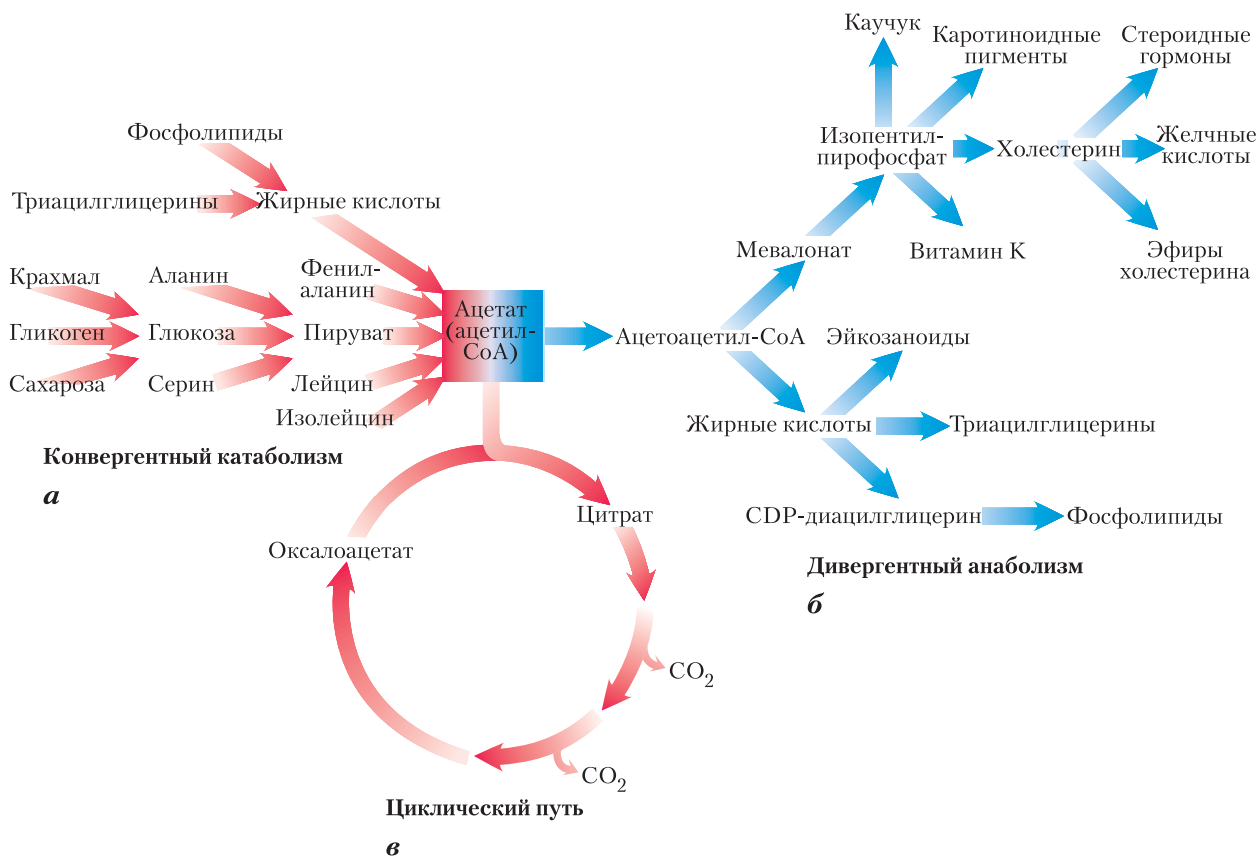 Каучук
Каротиноидные
пигменты
Стероидные
гормоны
Фосфолипиды
Изопентил-
пирофосфат
Холестерин
Желчные
кислоты
Триацилглицерины
Жирные кислоты
Мевалонат
Витамин К
Эфиры
холестерина
Крахмал
Аланин
Фенил-
аланин
Гликоген
Глюкоза
Пируват
Ацетат
(ацетил-
СоА)
Ацетоацетил-СоА
Эйкозаноиды
Сахароза
Серин
Лейцин
Изолейцин
Жирные кислоты
Триацилглицерины
Конвергентный катаболизм
а
Цитрат
CDP-диацилглицерин
Фосфолипиды
Оксалоацетат
Дивергентный анаболизм
б
CO₂
CO₂
Циклический путь
в